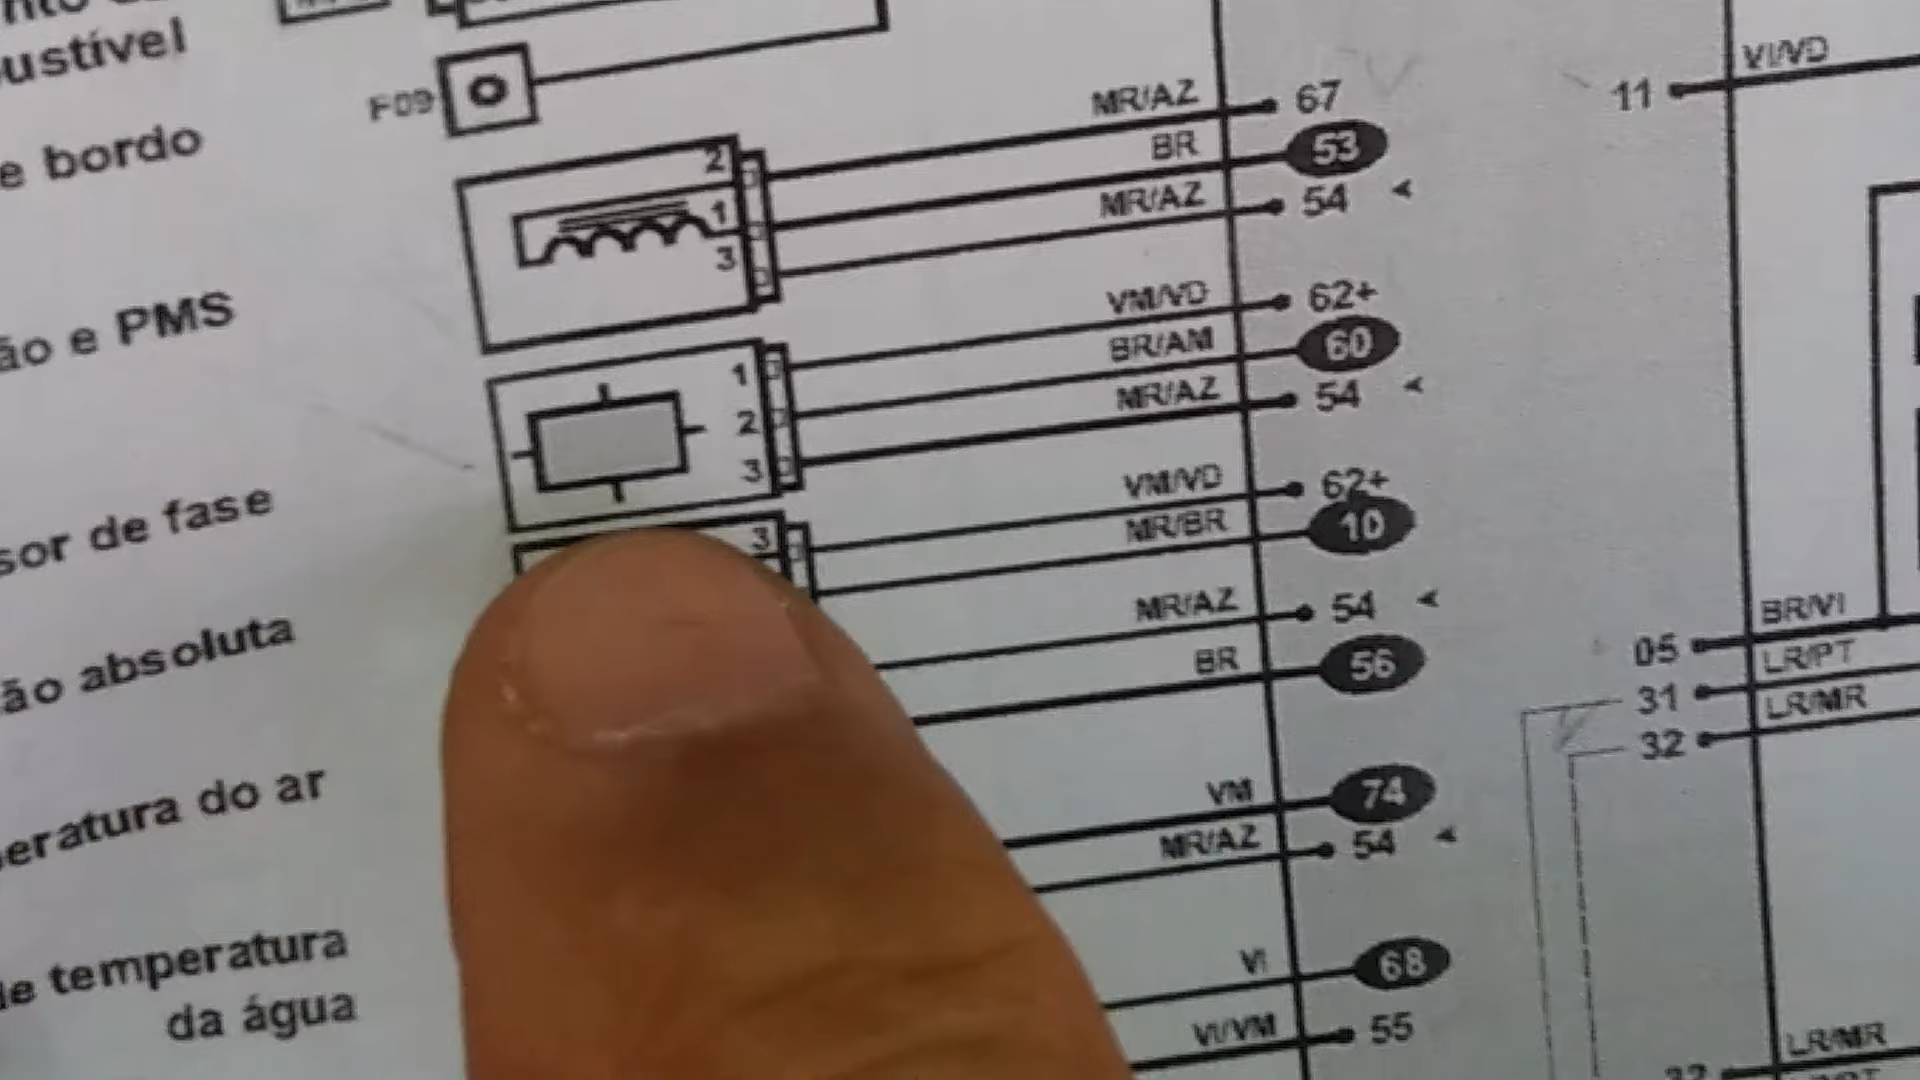 ustível
F09
e bordo
ão e PMS
sor de fase
ão absoluta
eratura do ar
de temperatura
da água
2
1
3
1
2
3
3
MR/AZ 67
BR 53
MR/AZ 54
VM/VD 62+
BR/AM 60
MR/AZ 54
VM/VD 62+
MR/BR 10
MR/AZ 54
BR 56
VM 74
MR/AZ 54
VI 68
VI/VM 55
11 VI/VD
05 BR/VI
31 LR/PT
32 LR/MR
LR/MR